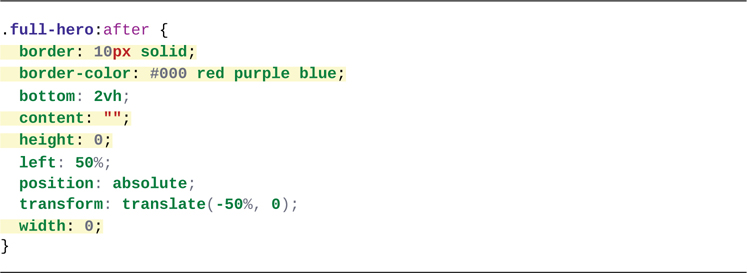 .full-hero:after {
  border: 10px solid;
  border-color: #000 red purple blue;
  bottom: 2vh;
  content: "";
  height: 0;
  left: 50%;
  position: absolute;
  transform: translate(-50%, 0);
  width: 0;
}